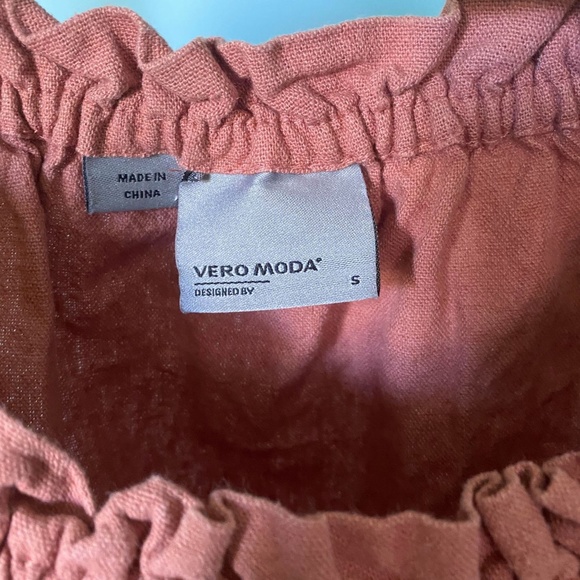 MADE IN
CHINA
VERO MODA®
DESIGNED BY
S